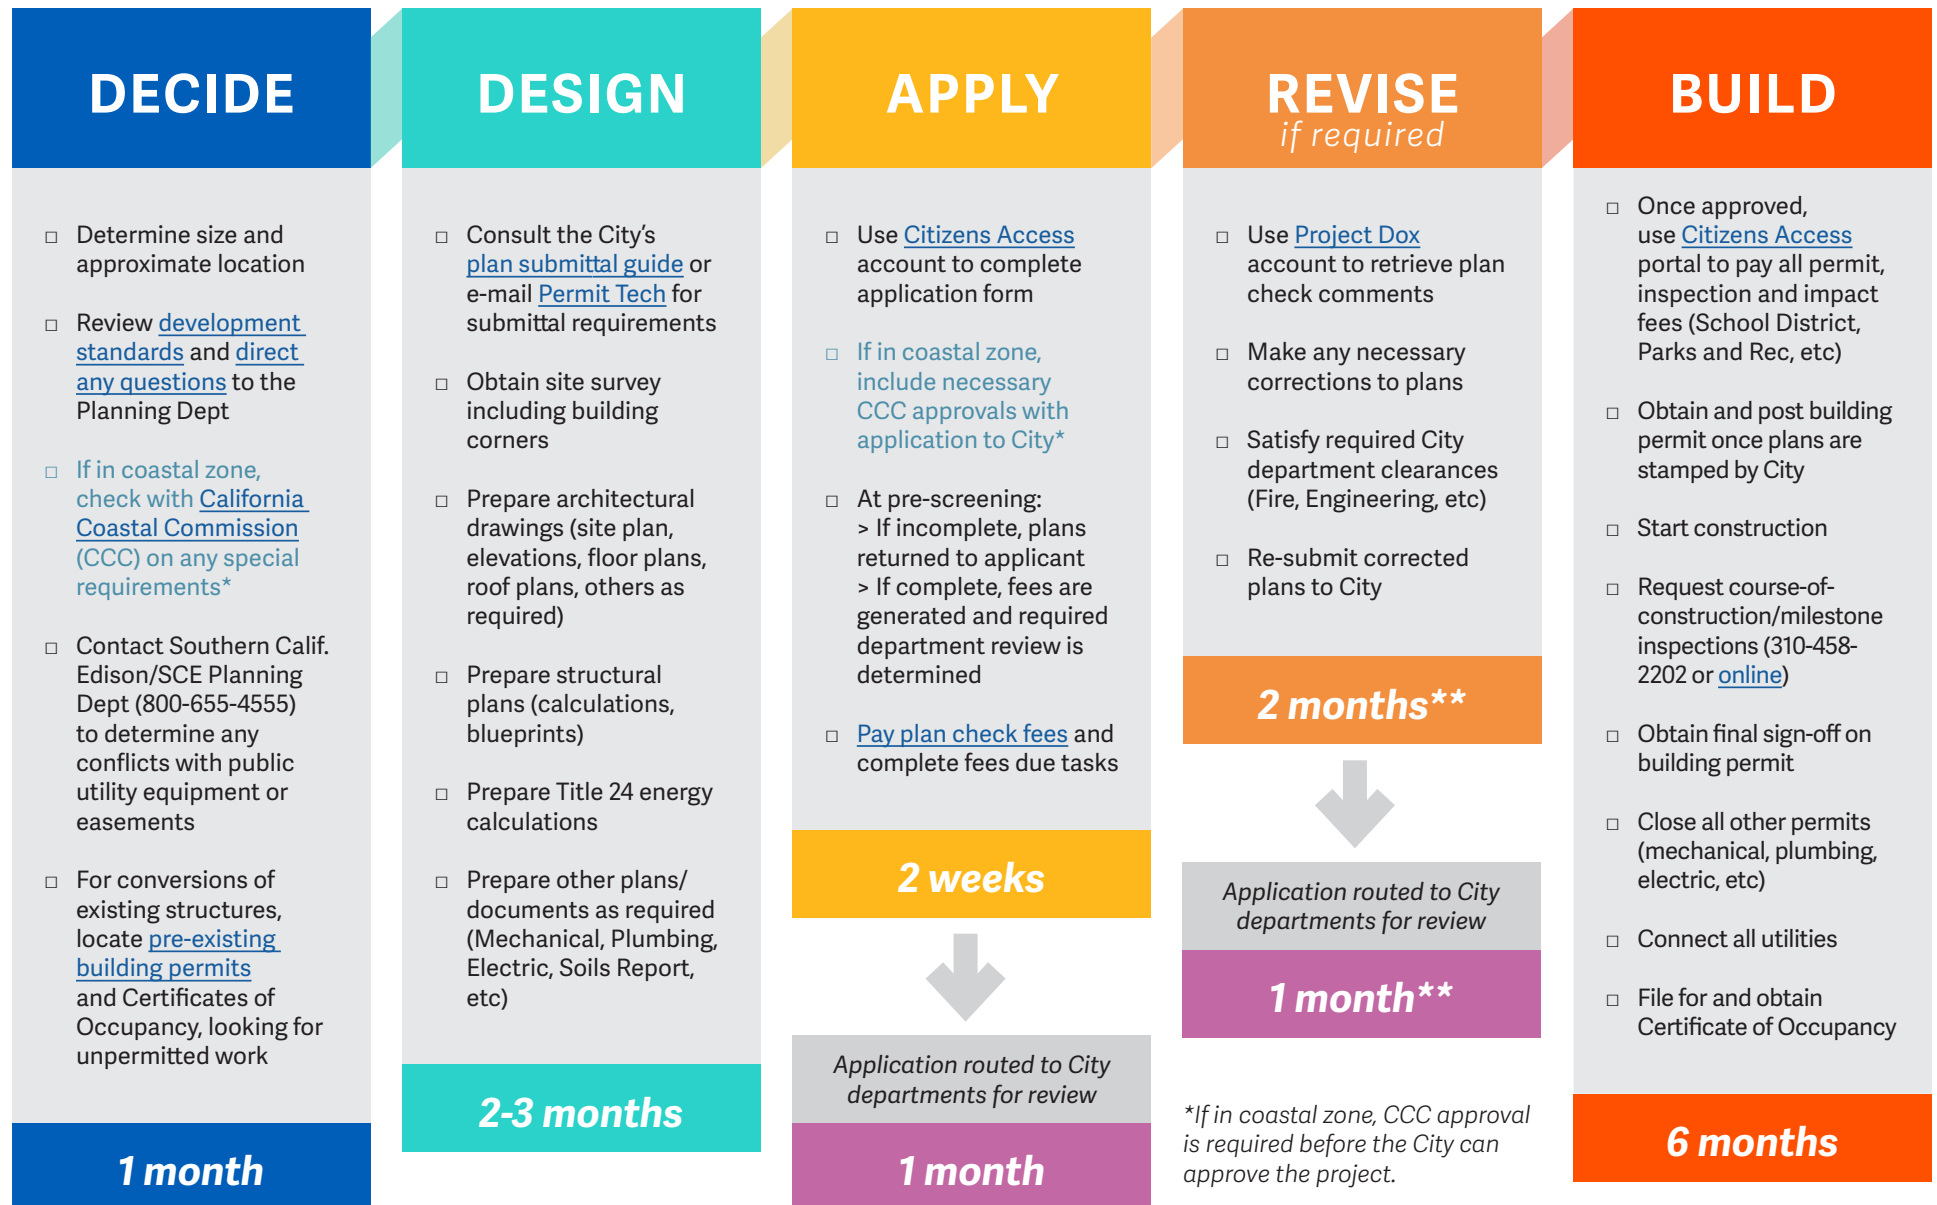 DECIDE
□ Determine size and
approximate location
□ Review development
standards and direct
any questions to the
Planning Dept
□ If in coastal zone,
check with California
Coastal Commission
(CCC) on any special
requirements*
□ Contact Southern Calif.
Edison/SCE Planning
Dept (800-655-4555)
to determine any
conflicts with public
utility equipment or
easements
□ For conversions of
existing structures,
locate pre-existing
building permits
and Certificates of
Occupancy, looking for
unpermitted work
1 month
DESIGN
□ Consult the City's
plan submittal guide or
e-mail Permit Tech for
submittal requirements
□ Obtain site survey
including building
corners
□ Prepare architectural
drawings (site plan,
elevations, floor plans,
roof plans, others as
required)
□ Prepare structural
plans (calculations,
blueprints)
□ Prepare Title 24 energy
calculations
□ Prepare other plans/
documents as required
(Mechanical, Plumbing,
Electric, Soils Report,
etc)
2-3 months
APPLY
□ Use Citizens Access
account to complete
application form
□ If in coastal zone,
include necessary
CCC approvals with
application to City*
□ At pre-screening:
> If incomplete, plans
returned to applicant
> If complete, fees are
generated and required
department review is
determined
□ Pay plan check fees and
complete fees due tasks
2 weeks
Application routed to City
departments for review
1 month
REVISE
if required
□ Use Project Dox
account to retrieve plan
check comments
□ Make any necessary
corrections to plans
□ Satisfy required City
department clearances
(Fire, Engineering, etc)
□ Re-submit corrected
plans to City
2 months**
Application routed to City
departments for review
1 month**
*If in coastal zone, CCC approval
is required before the City can
approve the project.
BUILD
□ Once approved,
use Citizens Access
portal to pay all permit,
inspection and impact
fees (School District,
Parks and Rec, etc)
□ Obtain and post building
permit once plans are
stamped by City
□ Start construction
□ Request course-of-
construction/milestone
inspections (310-458-
2202 or online)
□ Obtain final sign-off on
building permit
□ Close all other permits
(mechanical, plumbing,
electric, etc)
□ Connect all utilities
□ File for and obtain
Certificate of Occupancy
6 months